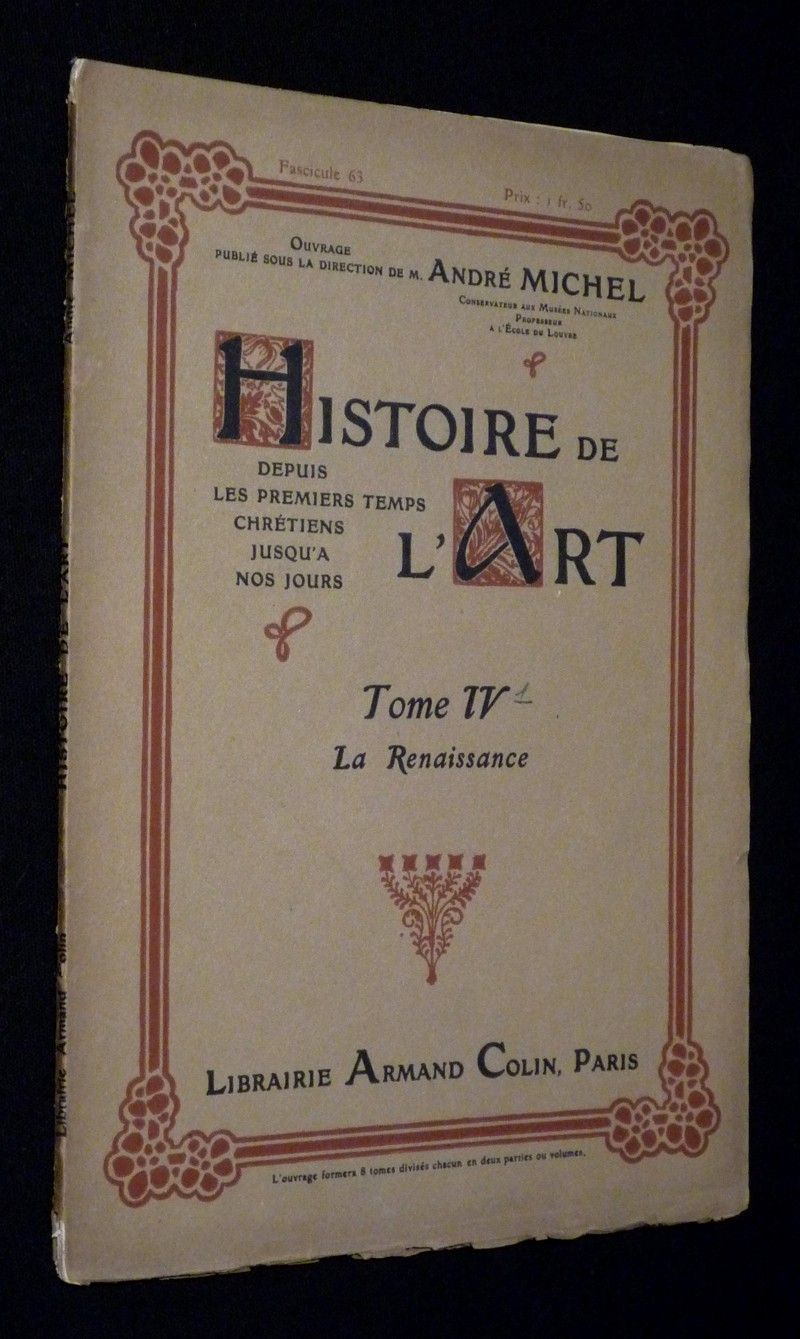 Fascicule 63
Prix : 1 fr. 50
OUVRAGE
PUBLIÉ SOUS LA DIRECTION DE M. ANDRÉ MICHEL
CONSERVATEUR AUX MUSÉES NATIONAUX
PROFESSEUR
A L'ÉCOLE DU LOUVRE
HISTOIRE DE
L'ART
DEPUIS
LES PREMIERS TEMPS
CHRÉTIENS
JUSQU'A
NOS JOURS
Tome IV 1
La Renaissance
LIBRAIRIE ARMAND COLIN, PARIS
L'ouvrage formera 8 tomes divisés chacun en deux parties ou volumes.
HISTOIRE DE L'ART
Librairie Armand Colin